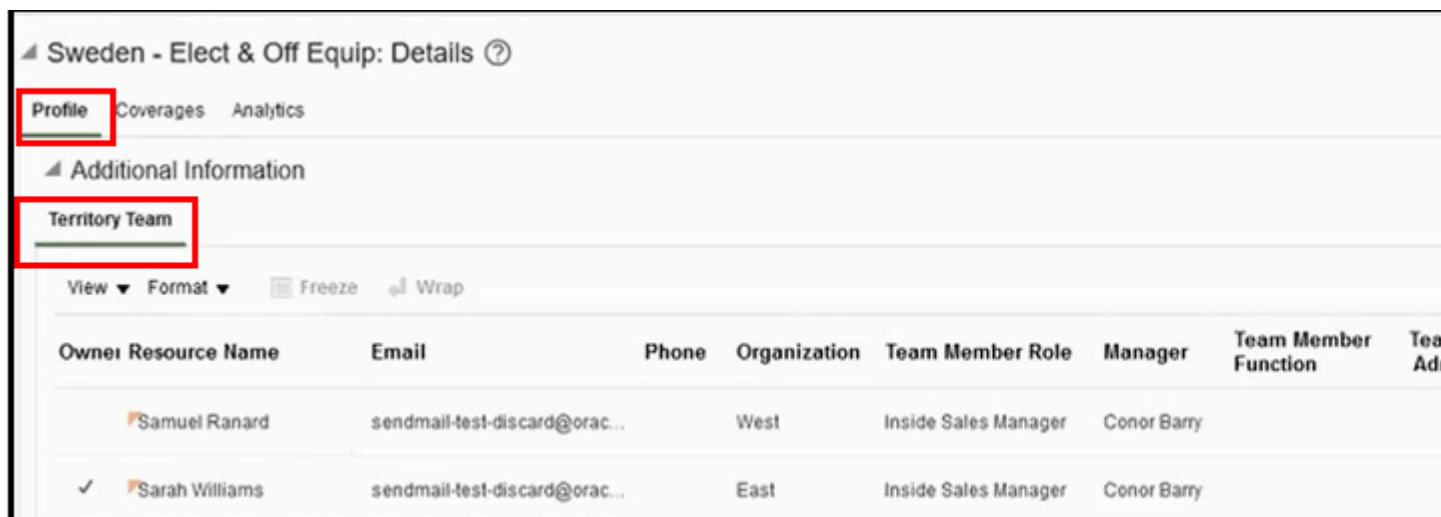 Sweden - Elect & Off Equip: Details ?
Profile Coverages Analytics
Additional Information
Territory Team
View Format Freeze Wrap
Owner Resource Name Email Phone Organization Team Member Role Manager Team Member Function
Samuel Ranard sendmail-test-discard@orac... West Inside Sales Manager Conor Barry
Sarah Williams sendmail-test-discard@orac... East Inside Sales Manager Conor Barry